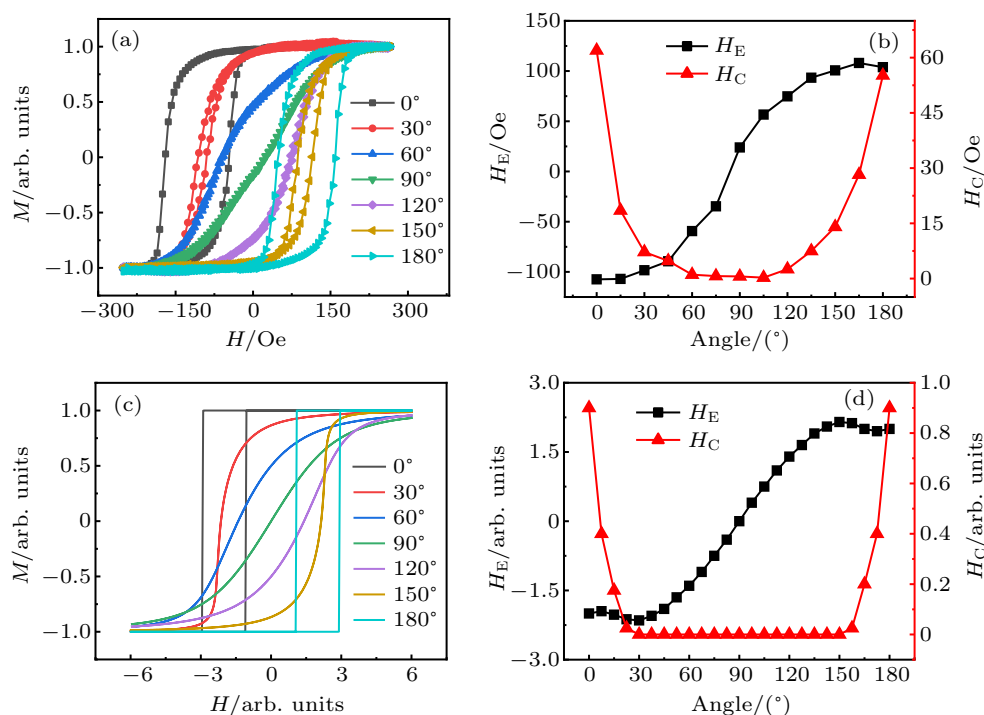 (a)
1.0
0.5
0
−0.5
−1.0
M/arb. units
0°
30°
60°
90°
120°
150°
180°
−300 −150 0 150 300
H/Oe
(b)
150
100
50
0
−50
−100
H_E/Oe
H_E
H_C
60
45
30
15
0
H_C/Oe
0 30 60 90 120 150 180
Angle/(°)
(c)
1.0
0.5
0
−0.5
−1.0
M/arb. units
0°
30°
60°
90°
120°
150°
180°
−6 −3 0 3 6
H/arb. units
(d)
3.0
1.5
0
−1.5
−3.0
H_E/arb. units
H_E
H_C
1.0
0.8
0.6
0.4
0.2
0
H_C/arb. units
0 30 60 90 120 150 180
Angle/(°)